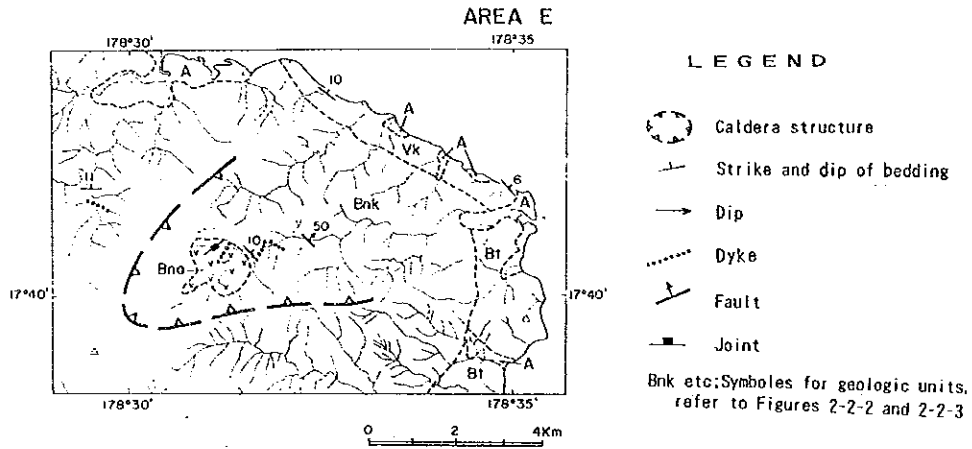 AREA E
178°30'
178°35'
A
10
A
Vk
A
6
A
Bnk
50
10
Bt
Bna
17°40'
17°40'
A
Bt
178°30'
178°35'
0 2 4Km
LEGEND
Caldera structure
Strike and dip of bedding
Dip
Dyke
Fault
Joint
Bnk etc;Symboles for geologic units,
refer to Figures 2-2-2 and 2-2-3